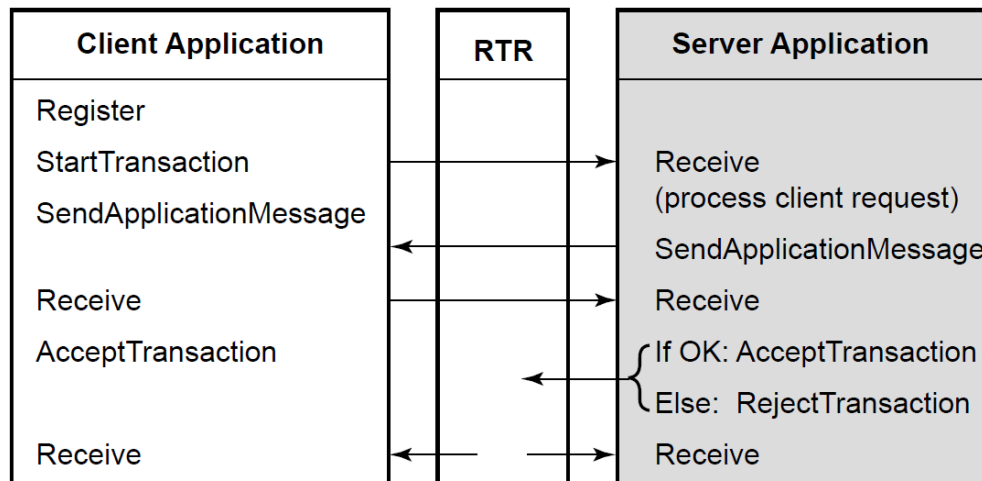 Client Application
RTR
Server Application
Register
StartTransaction
Receive
(process client request)
SendApplicationMessage
SendApplicationMessage
Receive
Receive
AcceptTransaction
If OK: AcceptTransaction
Else: RejectTransaction
Receive
Receive